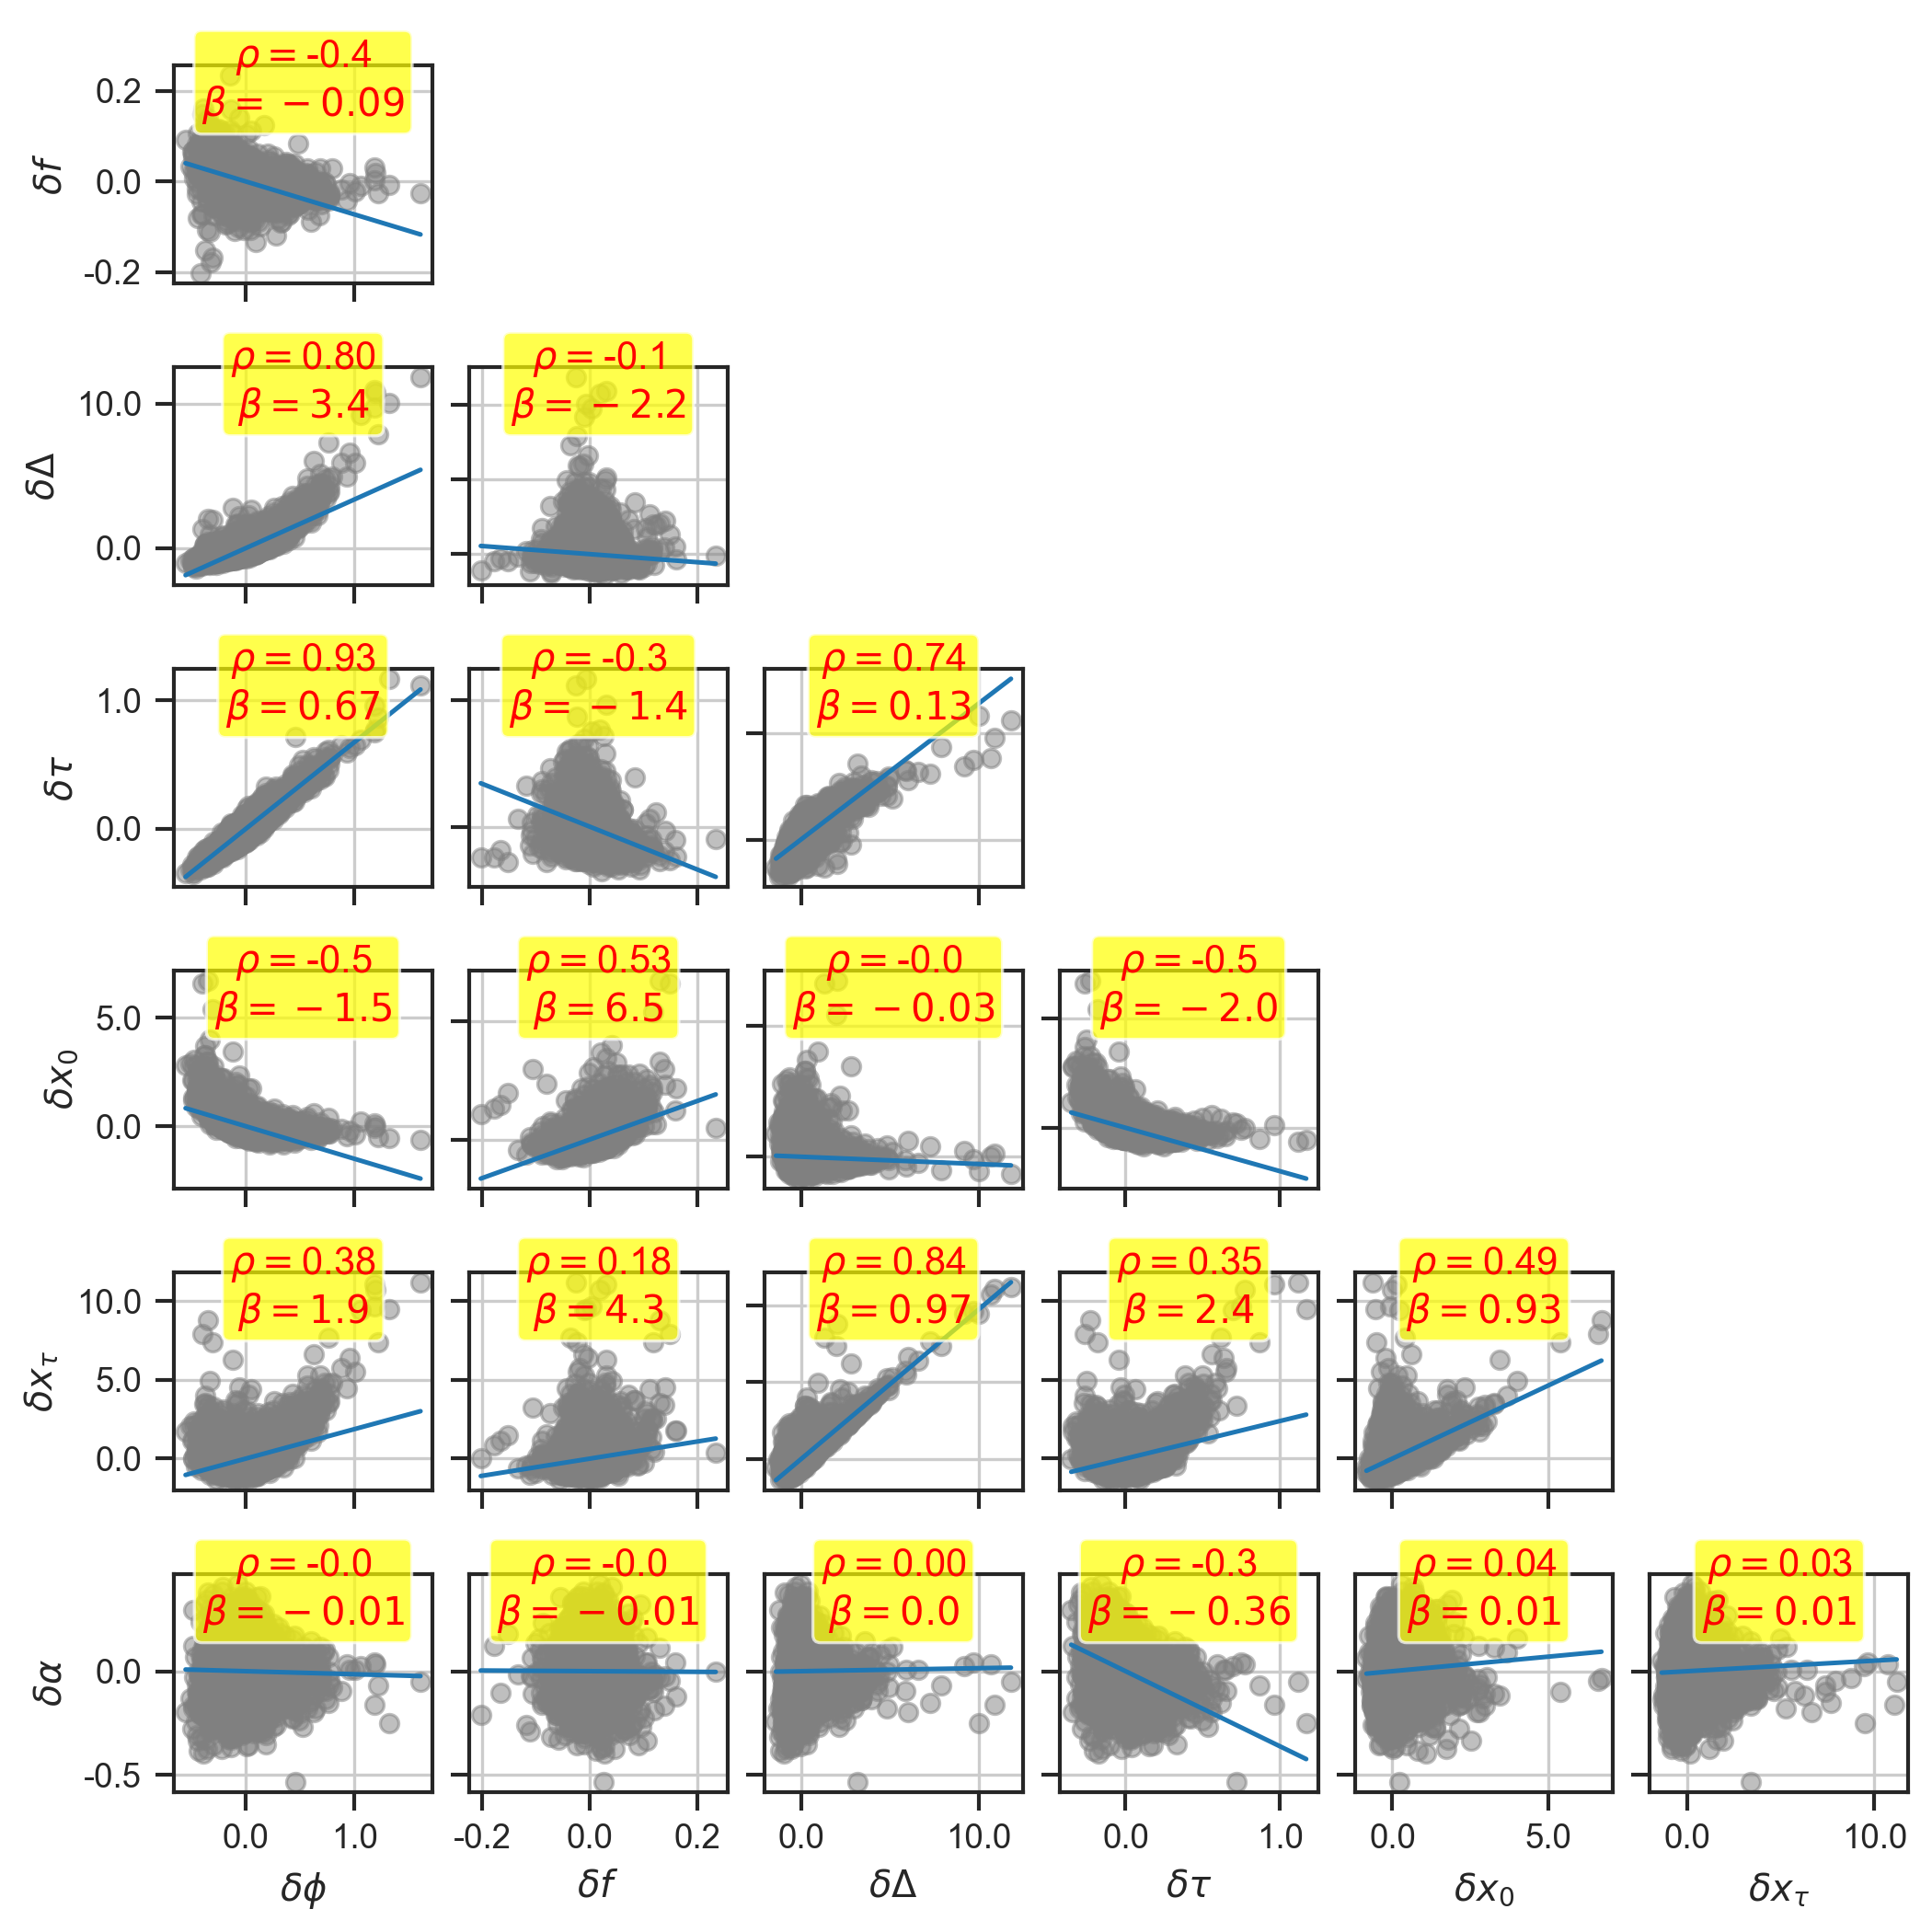 ρ = -0.4
β = − 0.09
0.2
0.0
-0.2
δf
ρ = 0.80
β = 3.4
ρ = -0.1
β = − 2.2
10.0
0.0
δΔ
ρ = 0.93
β = 0.67
ρ = -0.3
β = − 1.4
ρ = 0.74
β = 0.13
1.0
0.0
δτ
ρ = -0.5
β = − 1.5
ρ = 0.53
β = 6.5
ρ = -0.0
β = − 0.03
ρ = -0.5
β = − 2.0
5.0
0.0
δx₀
ρ = 0.38
β = 1.9
ρ = 0.18
β = 4.3
ρ = 0.84
β = 0.97
ρ = 0.35
β = 2.4
ρ = 0.49
β = 0.93
10.0
5.0
0.0
δx_τ
ρ = -0.0
β = − 0.01
ρ = -0.0
β = − 0.01
ρ = 0.00
β = 0.0
ρ = -0.3
β = − 0.36
ρ = 0.04
β = 0.01
ρ = 0.03
β = 0.01
0.0
-0.5
δα
0.0 1.0
-0.2 0.0 0.2
0.0 10.0
0.0 1.0
0.0 5.0
0.0 10.0
δϕ
δf
δΔ
δτ
δx₀
δx_τ